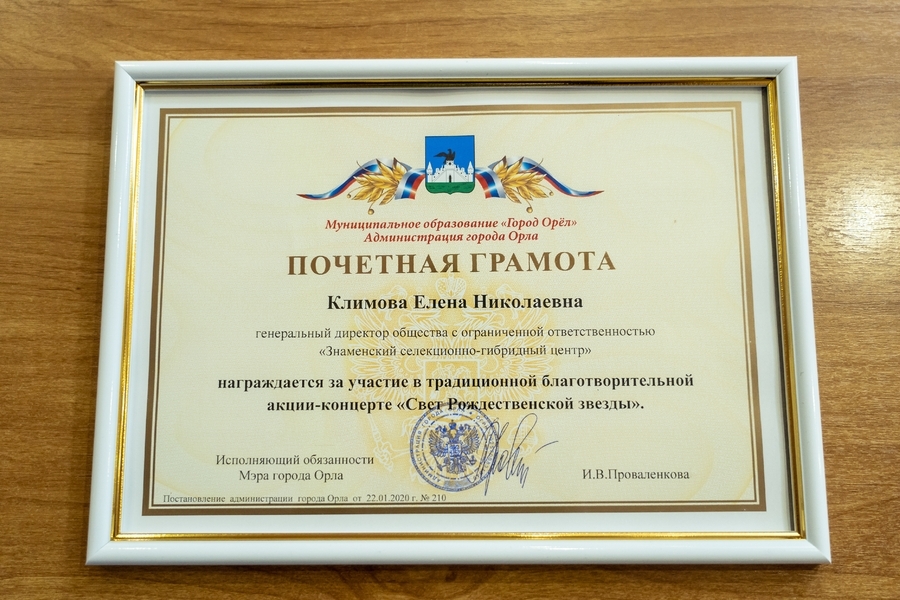 Муниципальное образование «Город Орёл»
Администрация города Орла
ПОЧЕТНАЯ ГРАМОТА
Климова Елена Николаевна
генеральный директор общества с ограниченной ответственностью
«Знаменский селекционно-гибридный центр»
награждается за участие в традиционной благотворительной
акции-концерте «Свет Рождественской звезды».
Исполняющий обязанности
Мэра города Орла
И.В.Проваленкова
Постановление администрации города Орла от 22.01.2020 г. № 210